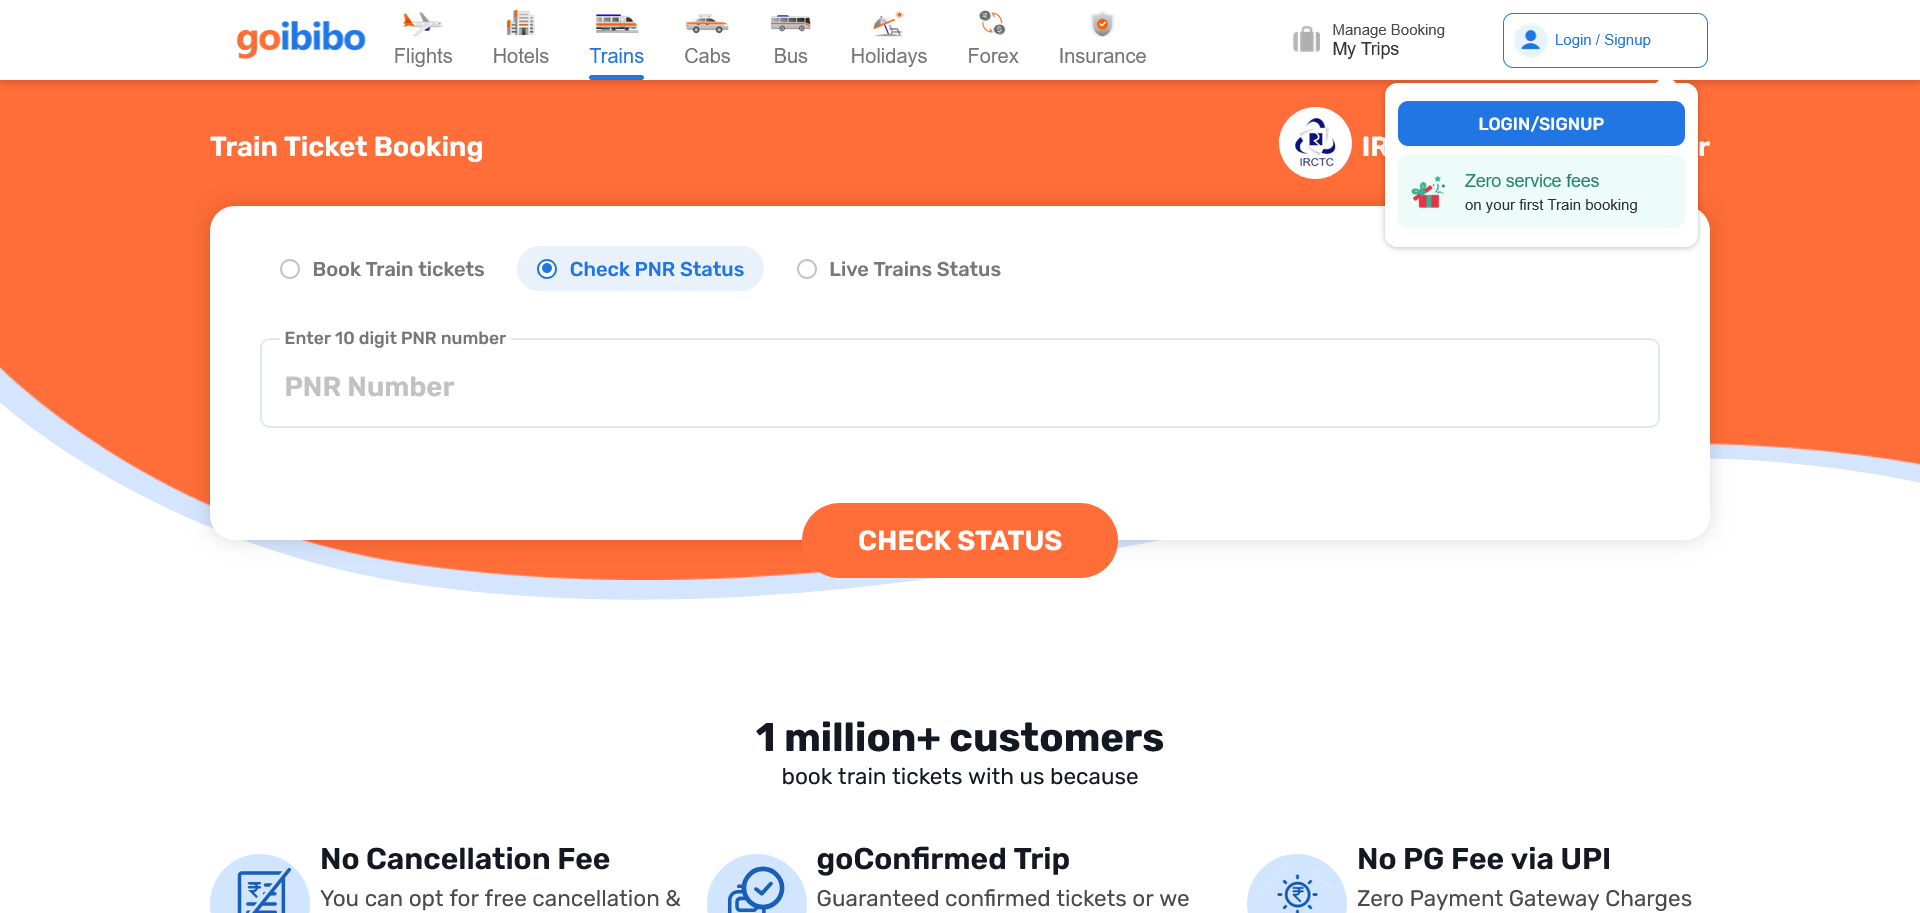 goibibo
Flights
Hotels
Trains
Cabs
Bus
Holidays
Forex
Insurance
Manage Booking
My Trips
Login / Signup
LOGIN/SIGNUP
Zero service fees
on your first Train booking
Train Ticket Booking
IRCTC
Book Train tickets
Check PNR Status
Live Trains Status
Enter 10 digit PNR number
PNR Number
CHECK STATUS
1 million+ customers
book train tickets with us because
No Cancellation Fee
You can opt for free cancellation &
goConfirmed Trip
Guaranteed confirmed tickets or we
No PG Fee via UPI
Zero Payment Gateway Charges